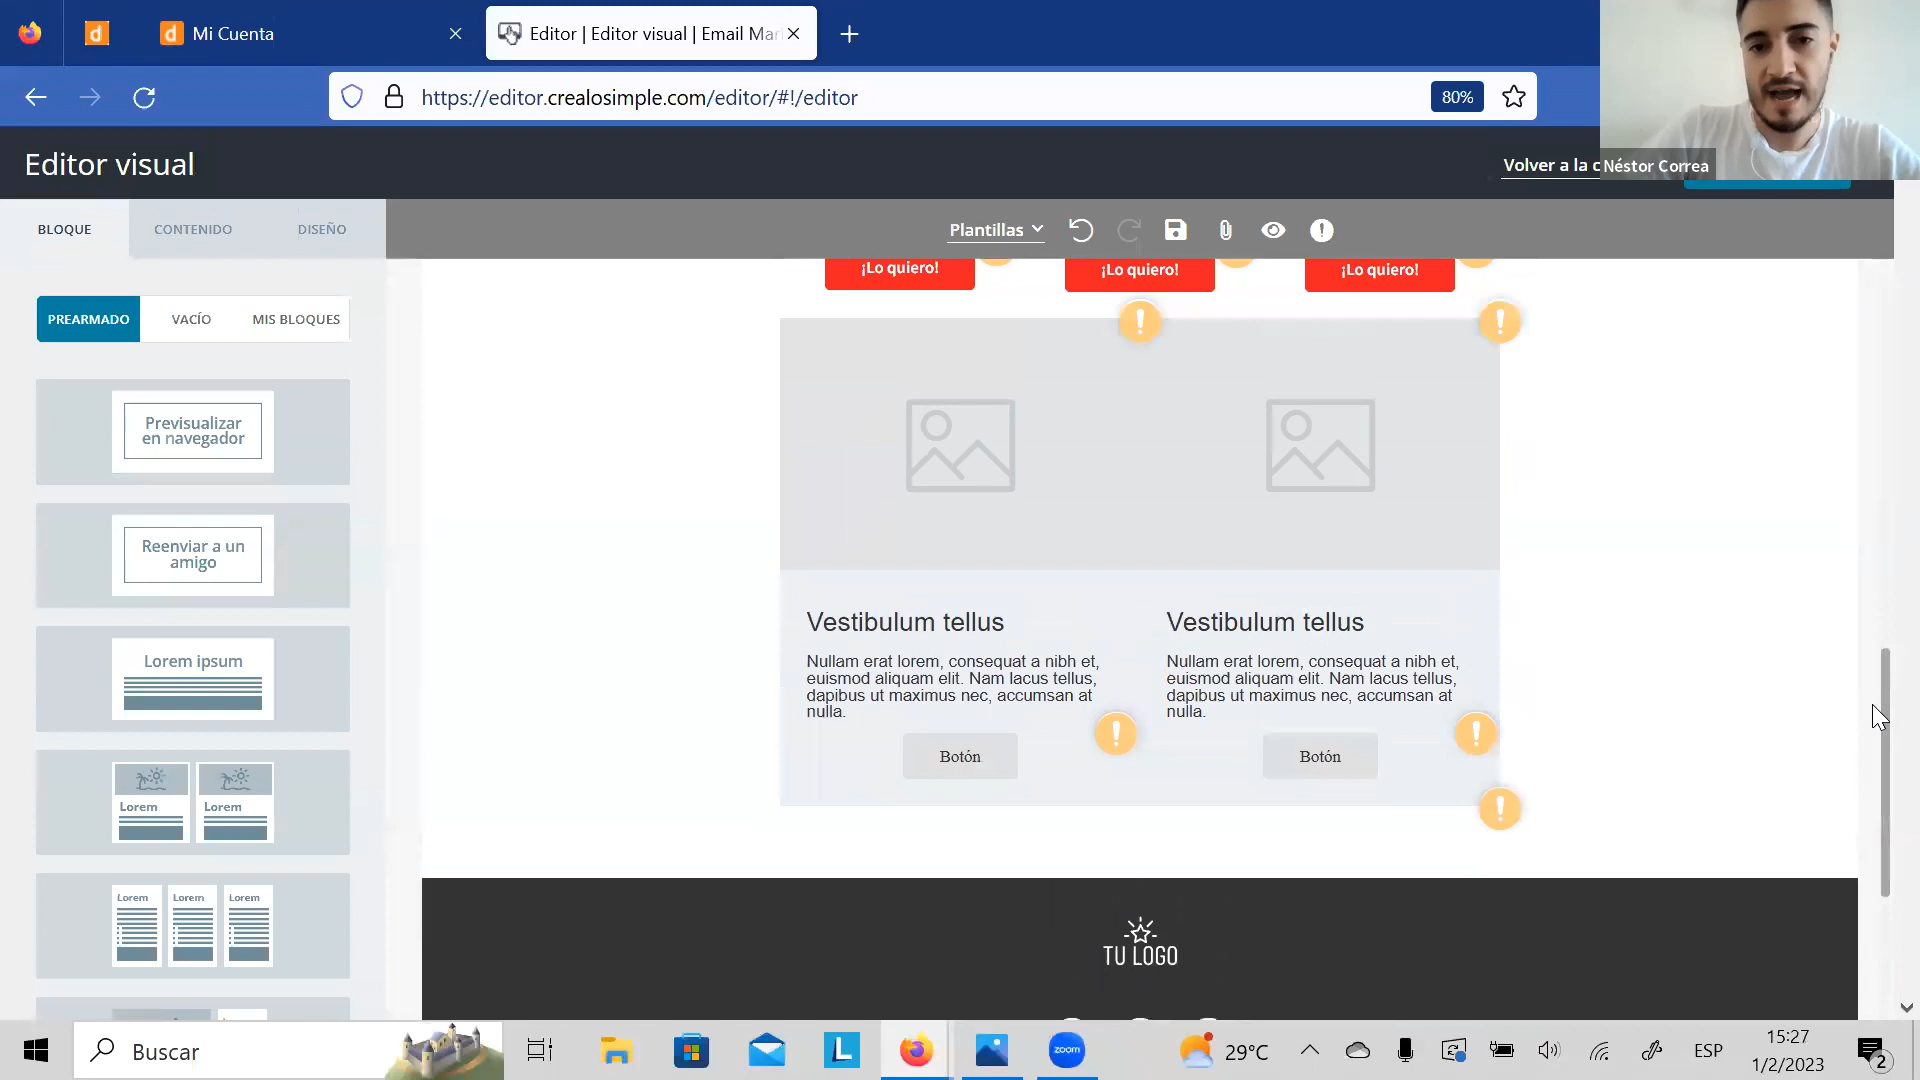 Mi Cuenta
Editor | Editor visual | Email Mar
https://editor.crealosimple.com/editor/#!/editor
80%
Editor visual
Volver a la c
Néstor Correa
BLOQUE
CONTENIDO
DISEÑO
Plantillas
PREARMADO
VACÍO
MIS BLOQUES
¡Lo quiero!
¡Lo quiero!
¡Lo quiero!
Previsualizar
en navegador
Reenviar a un
amigo
Lorem ipsum
Lorem
Lorem
Lorem
Lorem
Lorem
Vestibulum tellus
Nullam erat lorem, consequat a nibh et,
euismod aliquam elit. Nam lacus tellus,
dapibus ut maximus nec, accumsan at
nulla.
Botón
Vestibulum tellus
Nullam erat lorem, consequat a nibh et,
euismod aliquam elit. Nam lacus tellus,
dapibus ut maximus nec, accumsan at
nulla.
Botón
TU LOGO
Buscar
L
zoom
29°C
ESP
15:27
1/2/2023
2